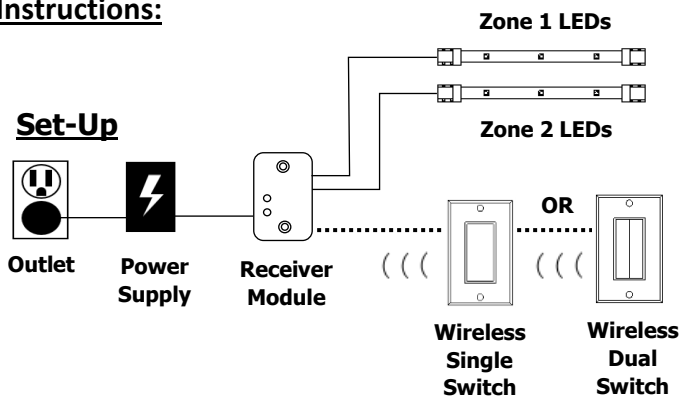 Instructions:
Zone 1 LEDs
Set-Up
Zone 2 LEDs
OR
Outlet
Power
Supply
Receiver
Module
Wireless
Single
Switch
Wireless
Dual
Switch